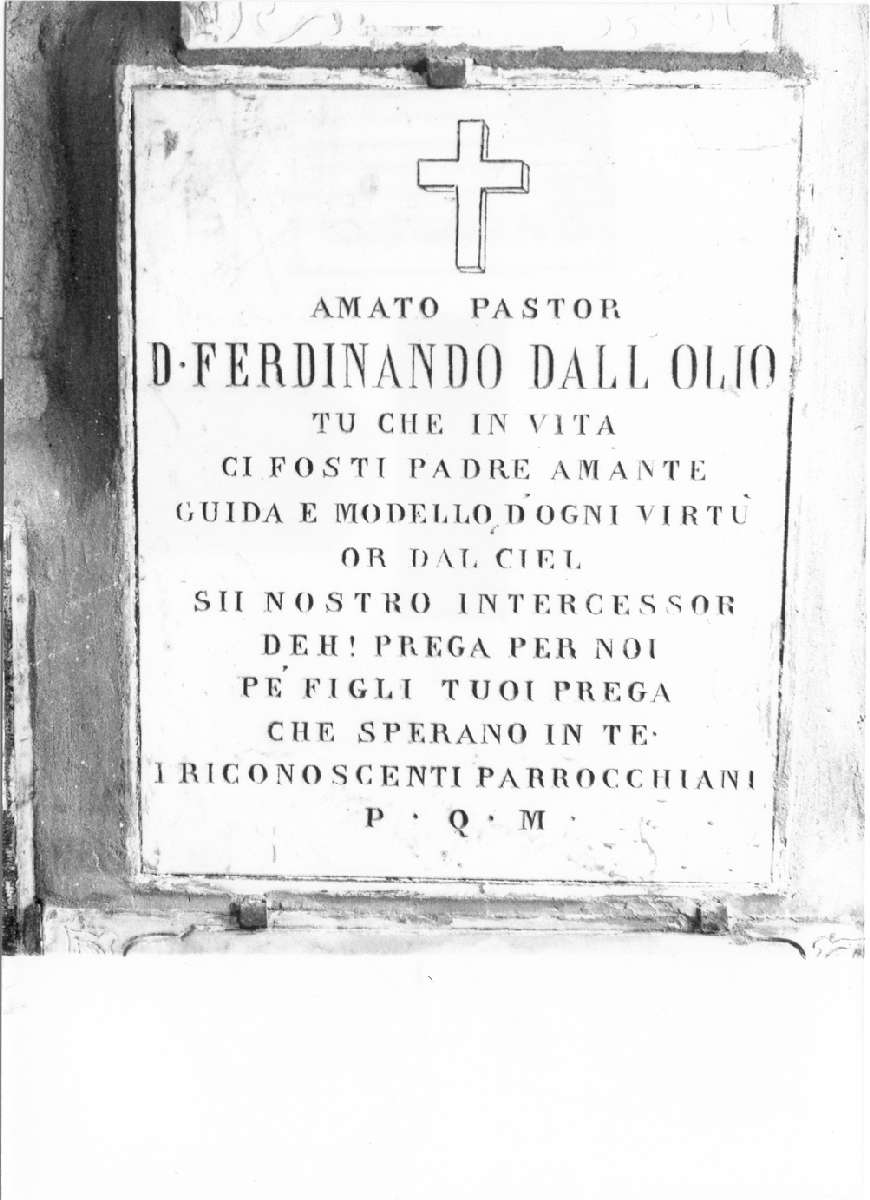 AMATO PASTOR
D·FERDINANDO DALL OLIO
TU CHE IN VITA
CI FOSTI PADRE AMANTE
GUIDA E MODELLO D'OGNI VIRTÙ
OR DAL CIEL
SII NOSTRO INTERCESSOR
DEH! PREGA PER NOI
PE' FIGLI TUOI PREGA
CHE SPERANO IN TE·
I RICONOSCENTI PARROCCHIANI
P · Q · M ·